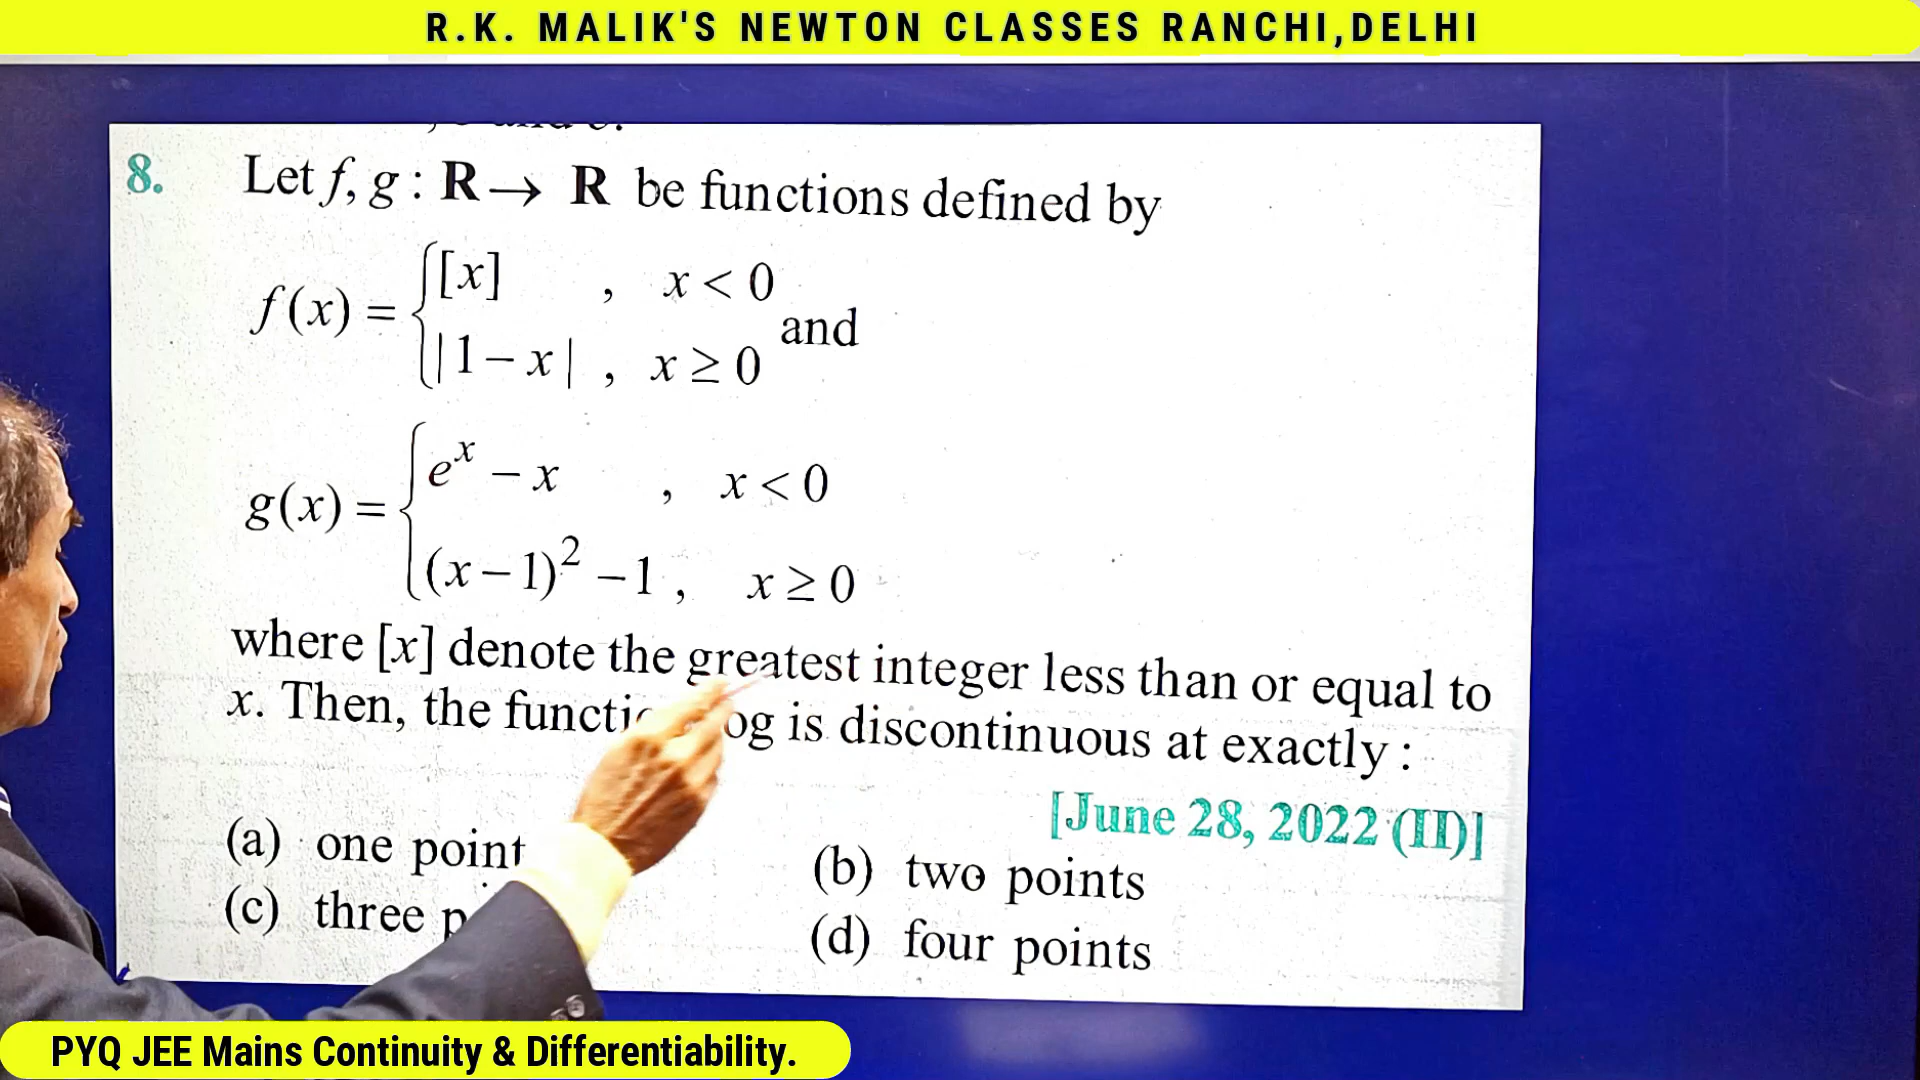 R.K. MALIK'S NEWTON CLASSES RANCHI,DELHI
8. Let f, g : R → R be functions defined by
f(x) = { [x] , x < 0
|1 − x| , x ≥ 0 and
g(x) = { e^x − x , x < 0
(x − 1)^2 − 1 , x ≥ 0
where [x] denote the greatest integer less than or equal to
x. Then, the og is discontinuous at exactly :
[June 28, 2022 (II)]
(a) one point (b) two points
(c) three (d) four points
PYQ JEE Mains Continuity & Differentiability.